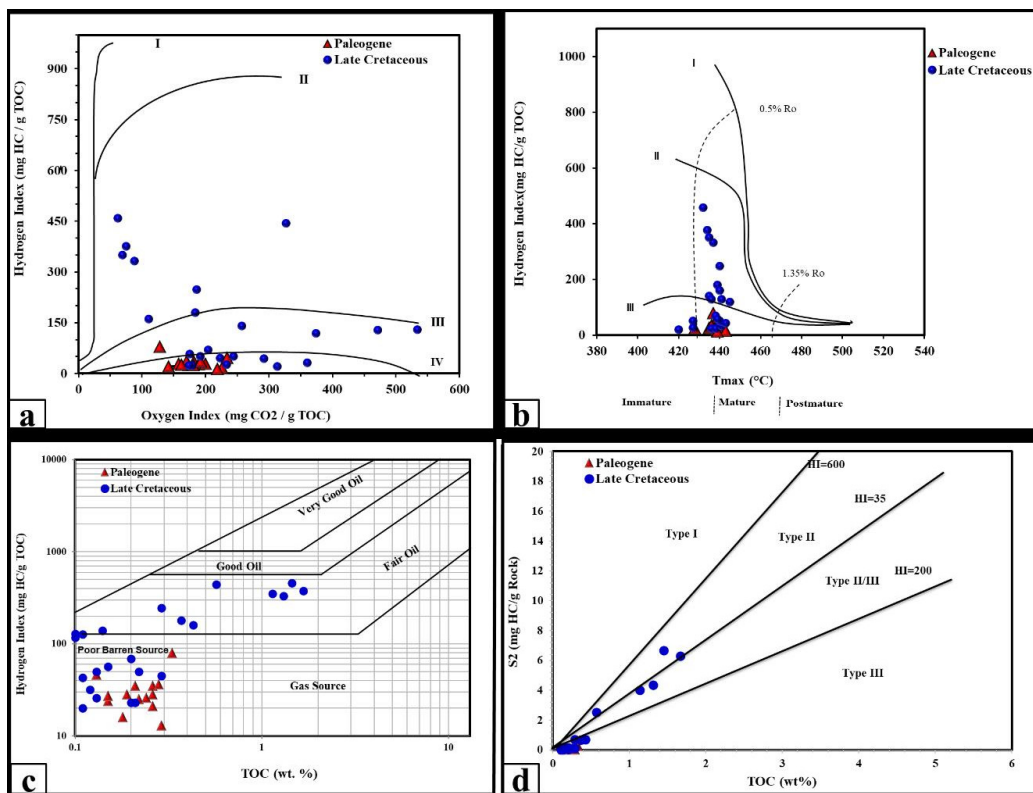 Hydrogen Index (mg HC / g TOC)
900
750
600
450
300
150
0
I
II
III
IV
Paleogene
Late Cretaceous
0
100
200
300
400
500
600
Oxygen Index (mg CO2 / g TOC)
a
Hydrogen Index(mg HC/g TOC)
1000
800
600
400
200
0
I
II
III
Paleogene
Late Cretaceous
0.5% Ro
1.35% Ro
380
400
420
440
460
480
500
520
540
Tmax (°C)
Immature
Mature
Postmature
b
Hydrogen Index (mg HC/g TOC)
10000
1000
100
10
Paleogene
Late Cretaceous
Very Good Oil
Good Oil
Fair Oil
Poor Barren Source
Gas Source
0.1
1
10
TOC (wt. %)
c
S2 (mg HC/g Rock)
20
18
16
14
12
10
8
6
4
2
0
Paleogene
Late Cretaceous
HI=600
HI=35
HI=200
Type I
Type II
Type II/III
Type III
0
1
2
3
4
5
6
TOC (wt%)
d